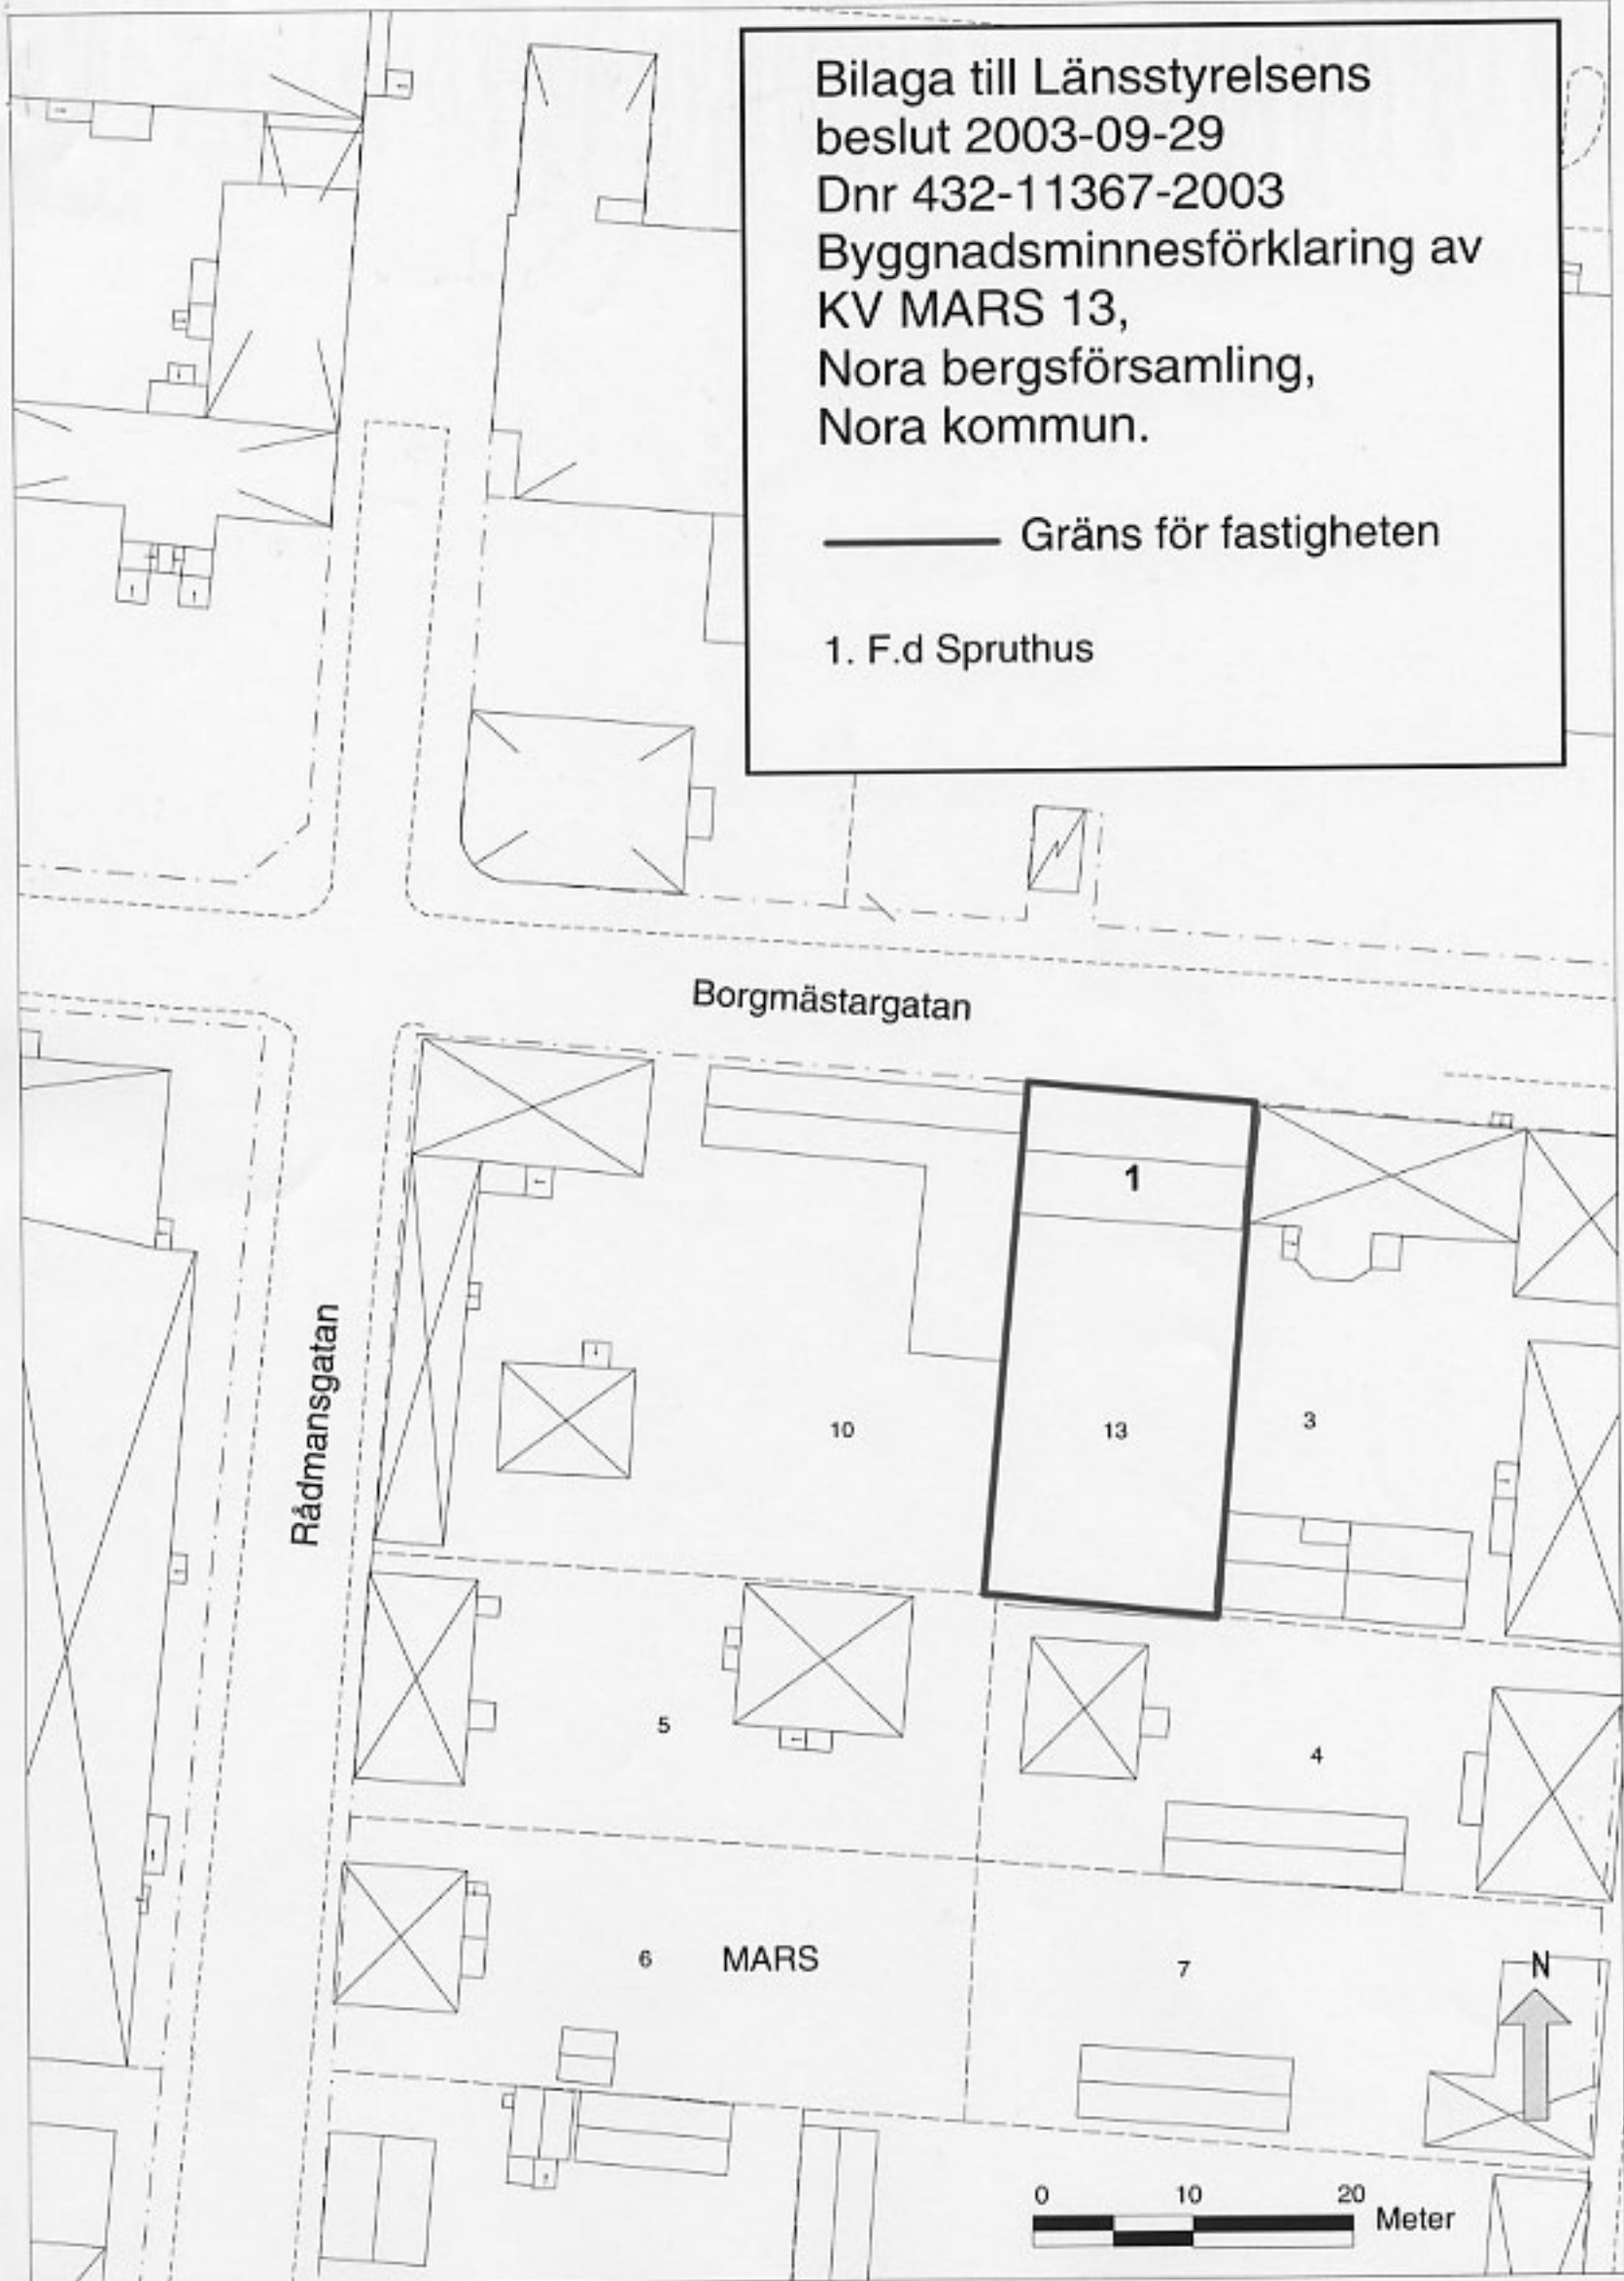 Bilaga till Länsstyrelsens
beslut 2003-09-29
Dnr 432-11367-2003
Byggnadsminnesförklaring av
KV MARS 13,
Nora bergsförsamling,
Nora kommun.
Gräns för fastigheten
1. F.d Spruthus
Borgmästargatan
1
Rådmansgatan
10
13
3
5
4
6
MARS
7
N
0 10 20
Meter